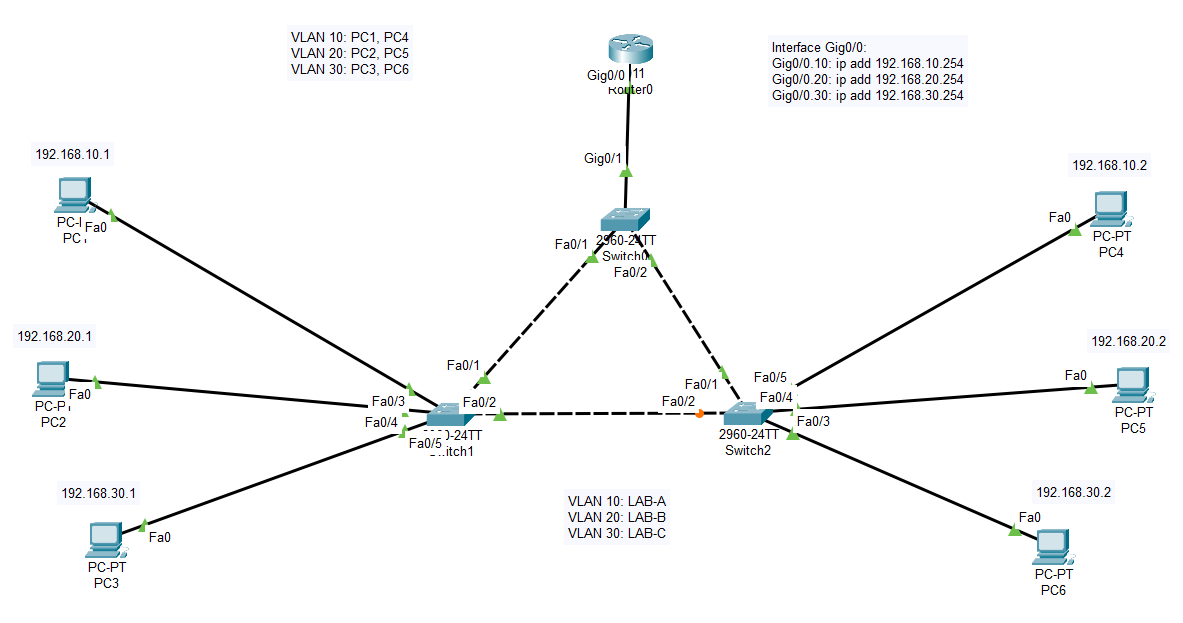 VLAN 10: PC1, PC4
VLAN 20: PC2, PC5
VLAN 30: PC3, PC6
Interface Gig0/0:
Gig0/0.10: ip add 192.168.10.254
Gig0/0.20: ip add 192.168.20.254
Gig0/0.30: ip add 192.168.30.254
Gig0/0
Router0
Gig0/1
192.168.10.1
Fa0
192.168.10.2
Fa0
PC-PT
PC4
Fa0/1
2960-24TT
Switch0
Fa0/2
192.168.20.1
Fa0
PC2
192.168.20.2
Fa0
PC-PT
PC5
Fa0/1
Fa0/2
Fa0/3
Fa0/4
Fa0/5
Fa0/1
Fa0/2
Fa0/5
Fa0/4
Fa0/3
2960-24TT
Switch2
192.168.30.1
Fa0
PC-PT
PC3
192.168.30.2
Fa0
PC-PT
PC6
VLAN 10: LAB-A
VLAN 20: LAB-B
VLAN 30: LAB-C